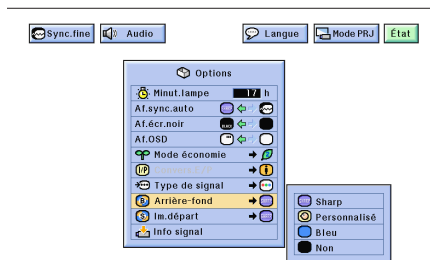 Sync.fine Audio Langue Mode PRJ État
Options
Minut.lampe 17 h
Af.sync.auto
Af.écr.noir
Af.OSD
Mode économie
Type de signal
Arrière-fond
Im.départ
Info signal
Sharp
Personnalisé
Bleu
Non